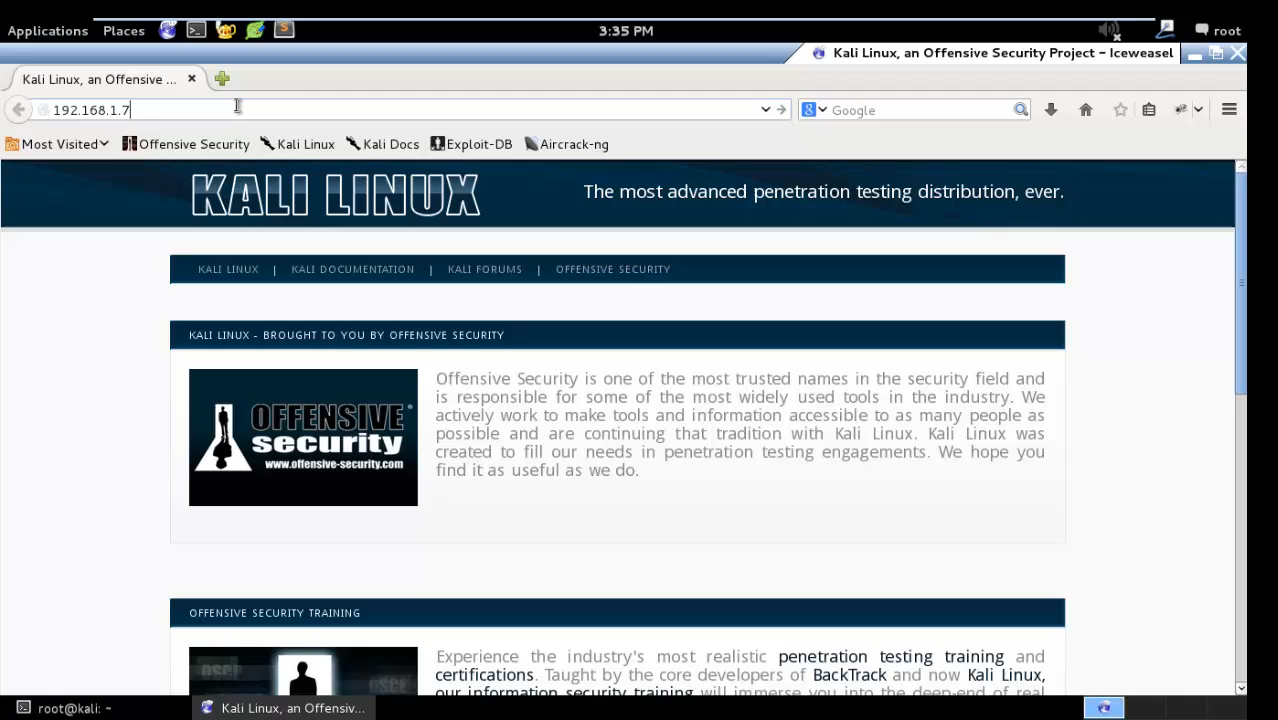 Applications Places 3:35 PM root
Kali Linux, an Offensive Security Project - Iceweasel
Kali Linux, an Offensive ...
192.168.1.7 Google
Most Visited Offensive Security Kali Linux Kali Docs Exploit-DB Aircrack-ng
KALI LINUX The most advanced penetration testing distribution, ever.
KALI LINUX | KALI DOCUMENTATION | KALI FORUMS | OFFENSIVE SECURITY
KALI LINUX - BROUGHT TO YOU BY OFFENSIVE SECURITY
OFFENSIVE
security
www.offensive-security.com
Offensive Security is one of the most trusted names in the security field and
is responsible for some of the most widely used tools in the industry. We
actively work to make tools and information accessible to as many people as
possible and are continuing that tradition with Kali Linux. Kali Linux was
created to fill our needs in penetration testing engagements. We hope you
find it as useful as we do.
OFFENSIVE SECURITY TRAINING
Experience the industry's most realistic penetration testing training and
certifications. Taught by the core developers of BackTrack and now Kali Linux,
our information security training will immerse you into the deep-end of real
root@kali: ~ Kali Linux, an Offensiv...